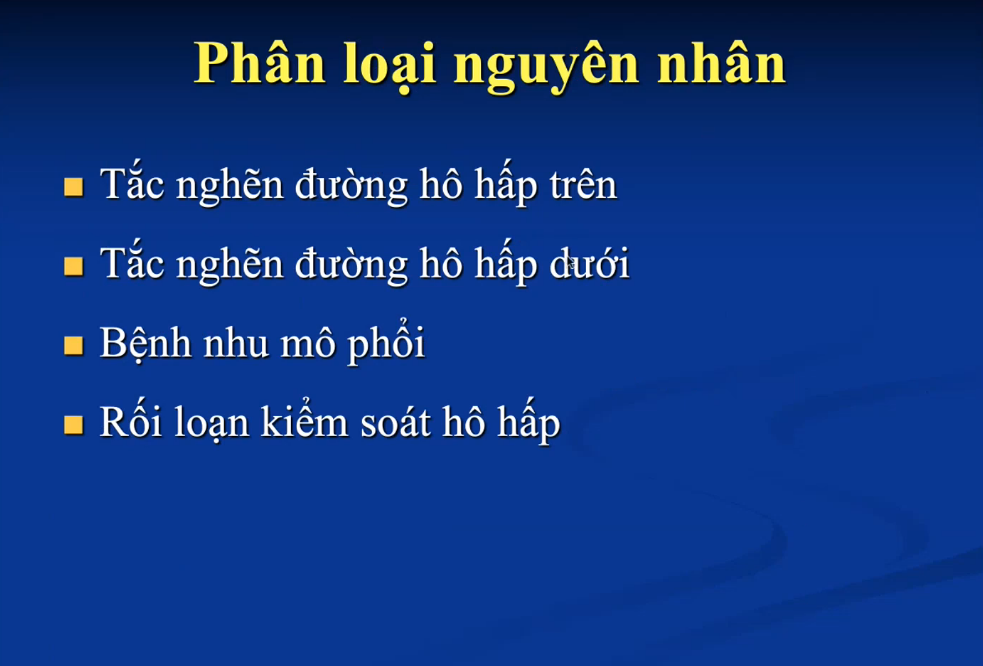 Phân loại nguyên nhân
Tắc nghẽn đường hô hấp trên
Tắc nghẽn đường hô hấp dưới
Bệnh nhu mô phổi
Rối loạn kiểm soát hô hấp